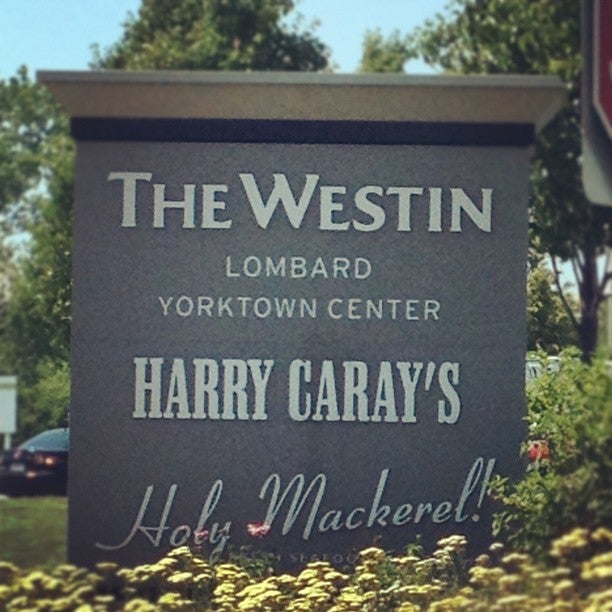 THE WESTIN
LOMBARD
YORKTOWN CENTER
HARRY CARAY'S
Holy Mackerel!